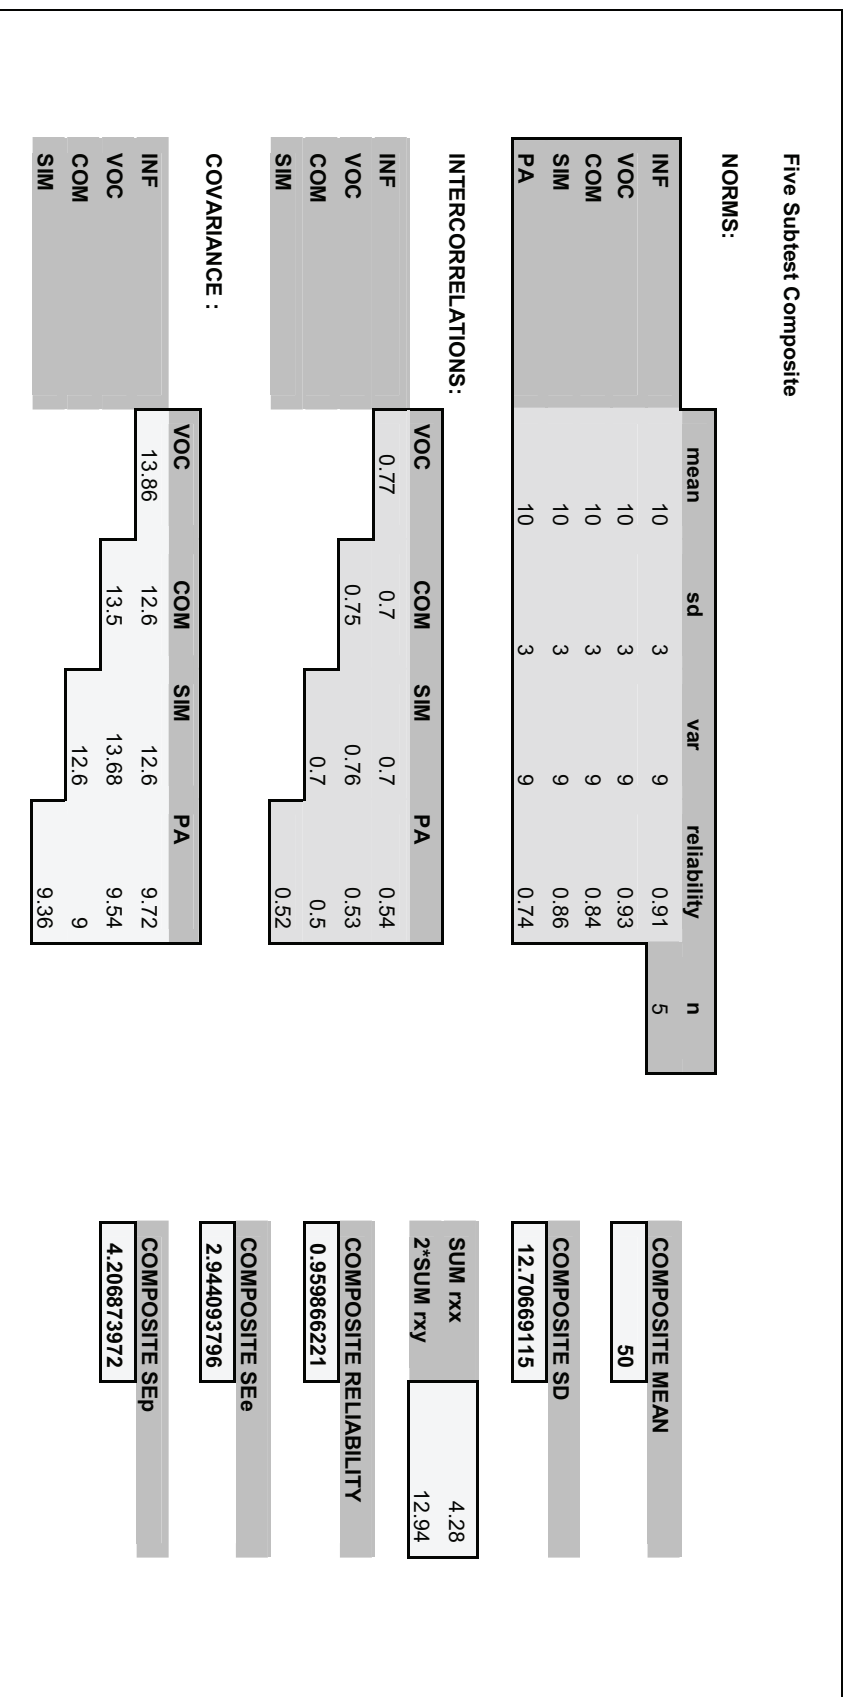 Five Subtest Composite
NORMS:
mean sd var reliability n
INF 10 3 9 0.91 5
VOC 10 3 9 0.93
COM 10 3 9 0.84
SIM 10 3 9 0.86
PA 10 3 9 0.74
INTERCORRELATIONS:
VOC COM SIM PA
INF 0.77 0.7 0.7 0.54
VOC 0.75 0.76 0.53
COM 0.7 0.5
SIM 0.52
COVARIANCE :
VOC COM SIM PA
INF 13.86 12.6 12.6 9.72
VOC 13.5 13.68 9.54
COM 12.6 9
SIM 9.36
COMPOSITE MEAN
50
COMPOSITE SD
12.70669115
SUM rxx 4.28
2*SUM rxy 12.94
COMPOSITE RELIABILITY
0.959866221
COMPOSITE SEe
2.944093796
COMPOSITE SEp
4.206873972